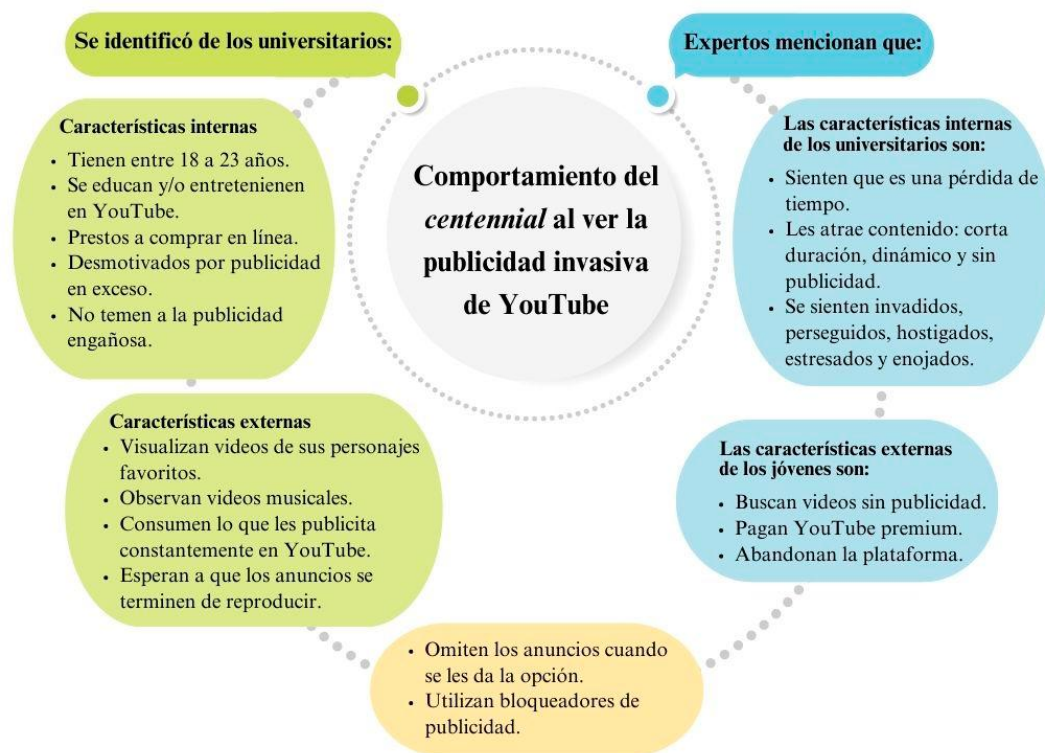 Se identificó de los universitarios:
Características internas
• Tienen entre 18 a 23 años.
• Se educan y/o entretenienen
en YouTube.
• Prestos a comprar en línea.
• Desmotivados por publicidad
en exceso.
• No temen a la publicidad
engañosa.
Características externas
• Visualizan videos de sus personajes
favoritos.
• Observan videos musicales.
• Consumen lo que les publicita
constantemente en YouTube.
• Esperan a que los anuncios se
terminen de reproducir.
Comportamiento del
centennial al ver la
publicidad invasiva
de YouTube
Expertos mencionan que:
Las características internas
de los universitarios son:
• Sienten que es una pérdida de
tiempo.
• Les atrae contenido: corta
duración, dinámico y sin
publicidad.
• Se sienten invadidos,
perseguidos, hostigados,
estresados y enojados.
Las características externas
de los jóvenes son:
• Buscan videos sin publicidad.
• Pagan YouTube premium.
• Abandonan la plataforma.
• Omiten los anuncios cuando
se les da la opción.
• Utilizan bloqueadores de
publicidad.